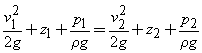 v₁²/2g + z₁ + p₁/ρg = v₂²/2g + z₂ + p₂/ρg